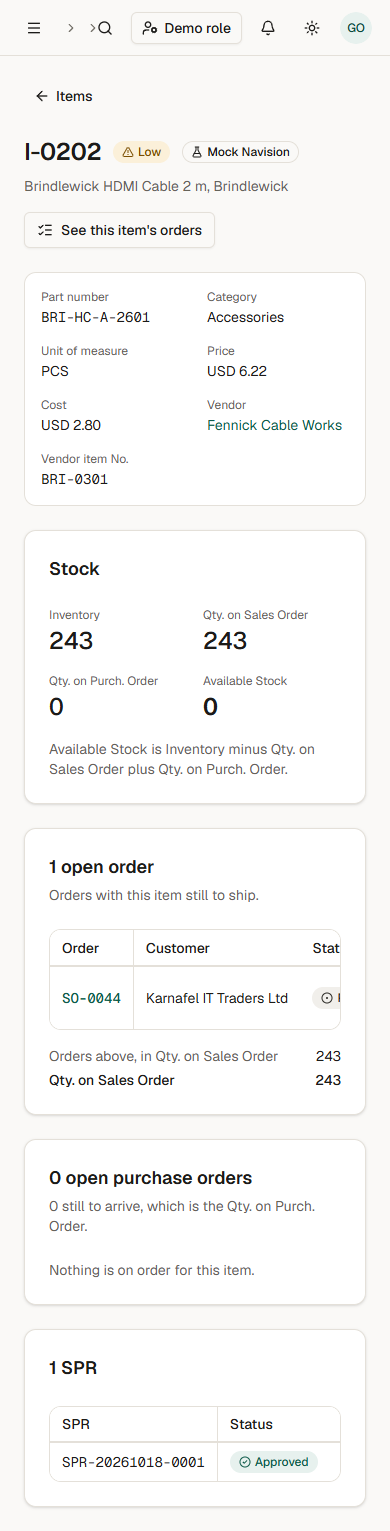 Demo role
GO
Items
I-0202
Low
Mock Navision
Brindlewick HDMI Cable 2 m, Brindlewick
See this item's orders
Part number
Category
BRI-HC-A-2601
Accessories
Unit of measure
Price
PCS
USD 6.22
Cost
Vendor
USD 2.80
Fennick Cable Works
Vendor item No.
BRI-0301
Stock
Inventory
Qty. on Sales Order
243
243
Qty. on Purch. Order
Available Stock
0
0
Available Stock is Inventory minus Qty. on
Sales Order plus Qty. on Purch. Order.
1 open order
Orders with this item still to ship.
Order
Customer
Stat
SO-0044
Karnafel IT Traders Ltd
Orders above, in Qty. on Sales Order
243
Qty. on Sales Order
243
0 open purchase orders
0 still to arrive, which is the Qty. on Purch.
Order.
Nothing is on order for this item.
1 SPR
SPR
Status
SPR-20261018-0001
Approved